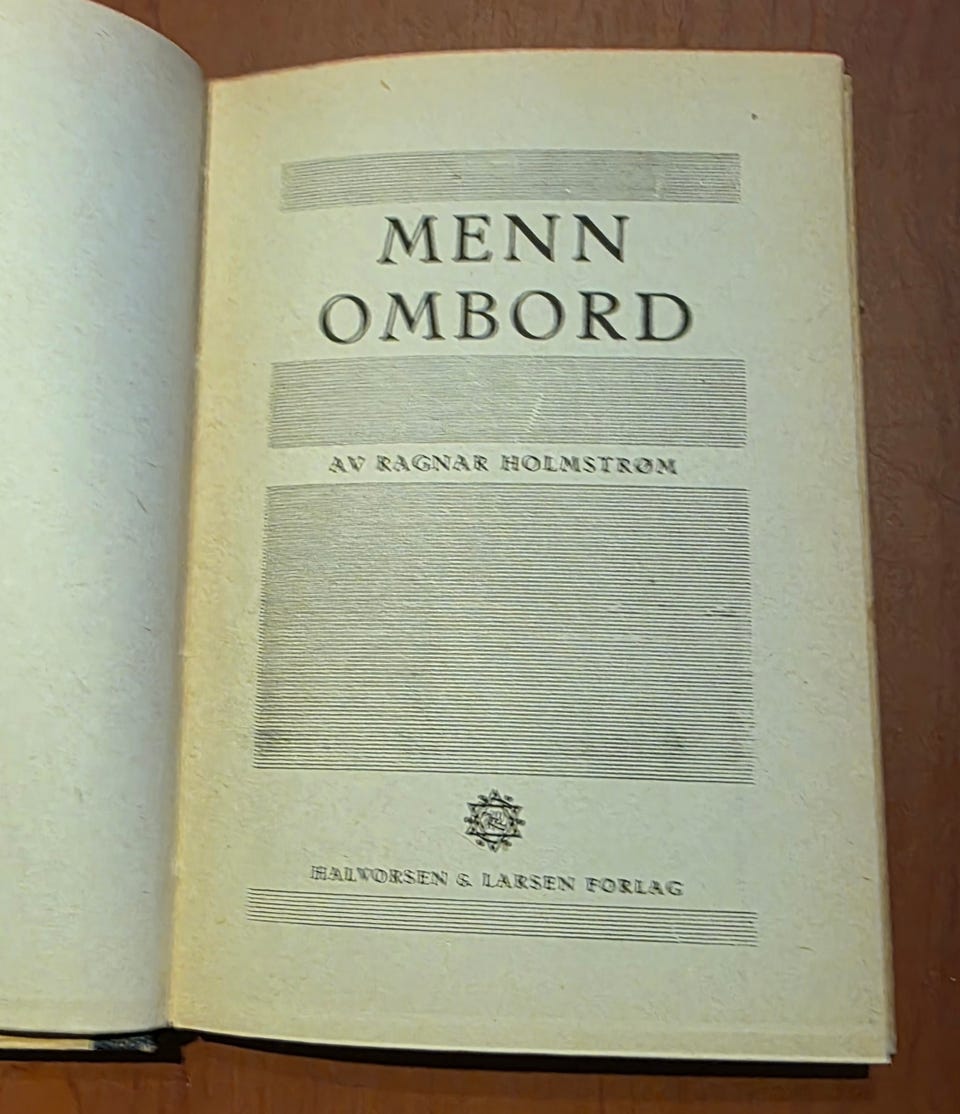 MENN
OMBORD
AV RAGNAR HOLMSTRØM
HALVORSEN & LARSEN FORLAG